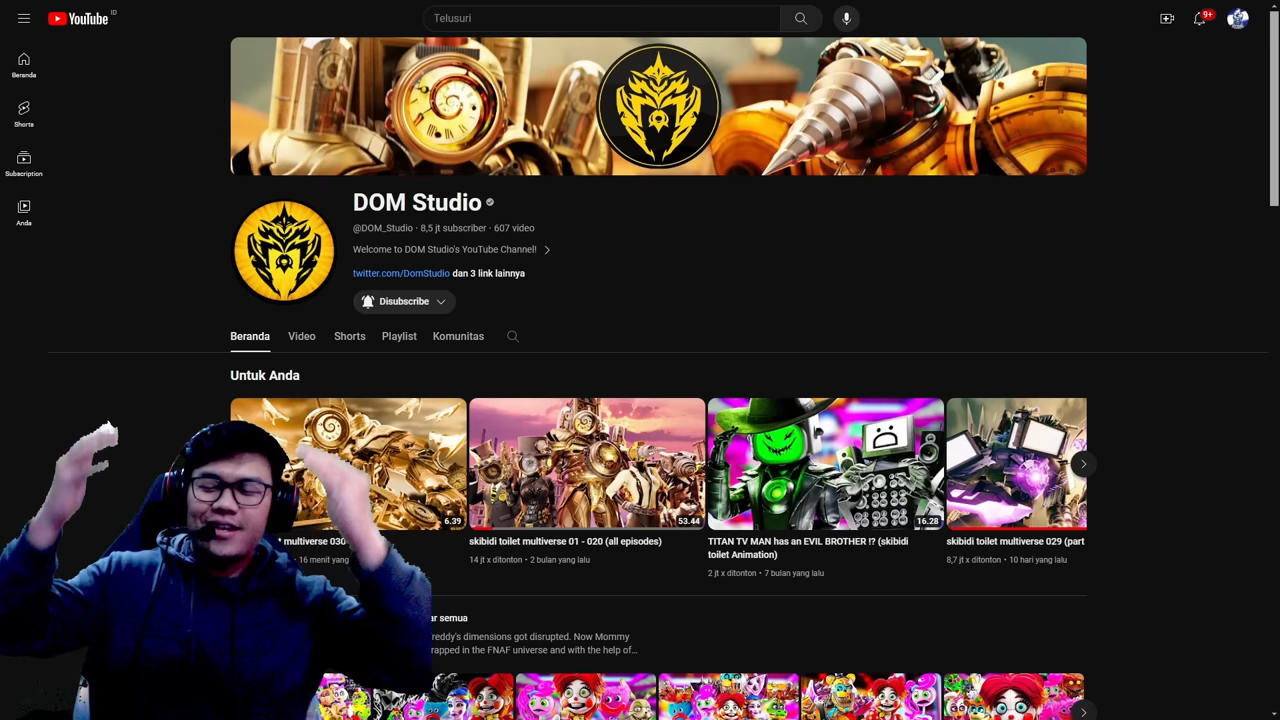 YouTube ID
Telusuri
9+
Beranda
Shorts
Subscription
Anda
DOM Studio
@DOM_Studio · 8,5 jt subscriber · 607 video
Welcome to DOM Studio's YouTube Channel!
twitter.com/DomStudio dan 3 link lainnya
Disubscribe
Beranda Video Shorts Playlist Komunitas
Untuk Anda
6.39
53.44
16.28
multiverse 030
16 menit yang
skibidi toilet multiverse 01 - 020 (all episodes)
14 jt x ditonton · 2 bulan yang lalu
TITAN TV MAN has an EVIL BROTHER !? (skibidi
toilet Animation)
2 jt x ditonton · 7 bulan yang lalu
skibidi toilet multiverse 029 (part
8,7 jt x ditonton · 10 hari yang lalu
ar semua
reddy's dimensions got disrupted. Now Mommy
rapped in the FNAF universe and with the help of...